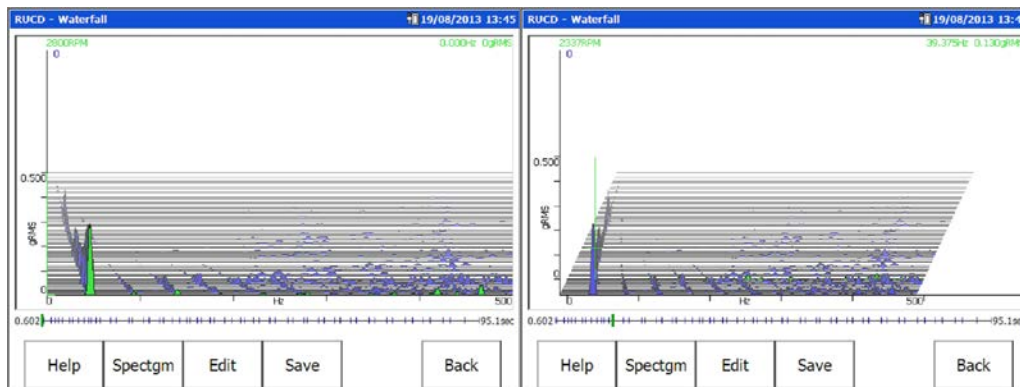 RUCD - Waterfall
19/08/2013 13:45
2800RPM
0.000Hz 0gRMS
0
0.500
gRMS
0
0
Hz
500
0.602
95.1sec
Help
Spectgm
Edit
Save
Back
RUCD - Waterfall
19/08/2013 13:4
2337RPM
39.375Hz 0.130gRMS
0
0.500
gRMS
0
0
Hz
500
0.602
95.1sec
Help
Spectgm
Edit
Save
Back